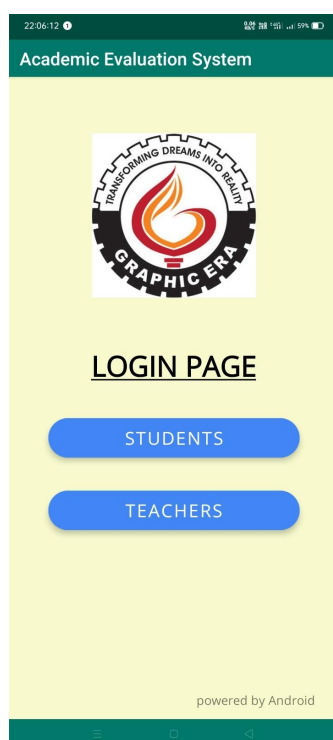 22:06:12 1
59%
Academic Evaluation System
TRANSFORMING DREAMS INTO REALITY
GRAPHIC ERA
LOGIN PAGE
STUDENTS
TEACHERS
powered by Android